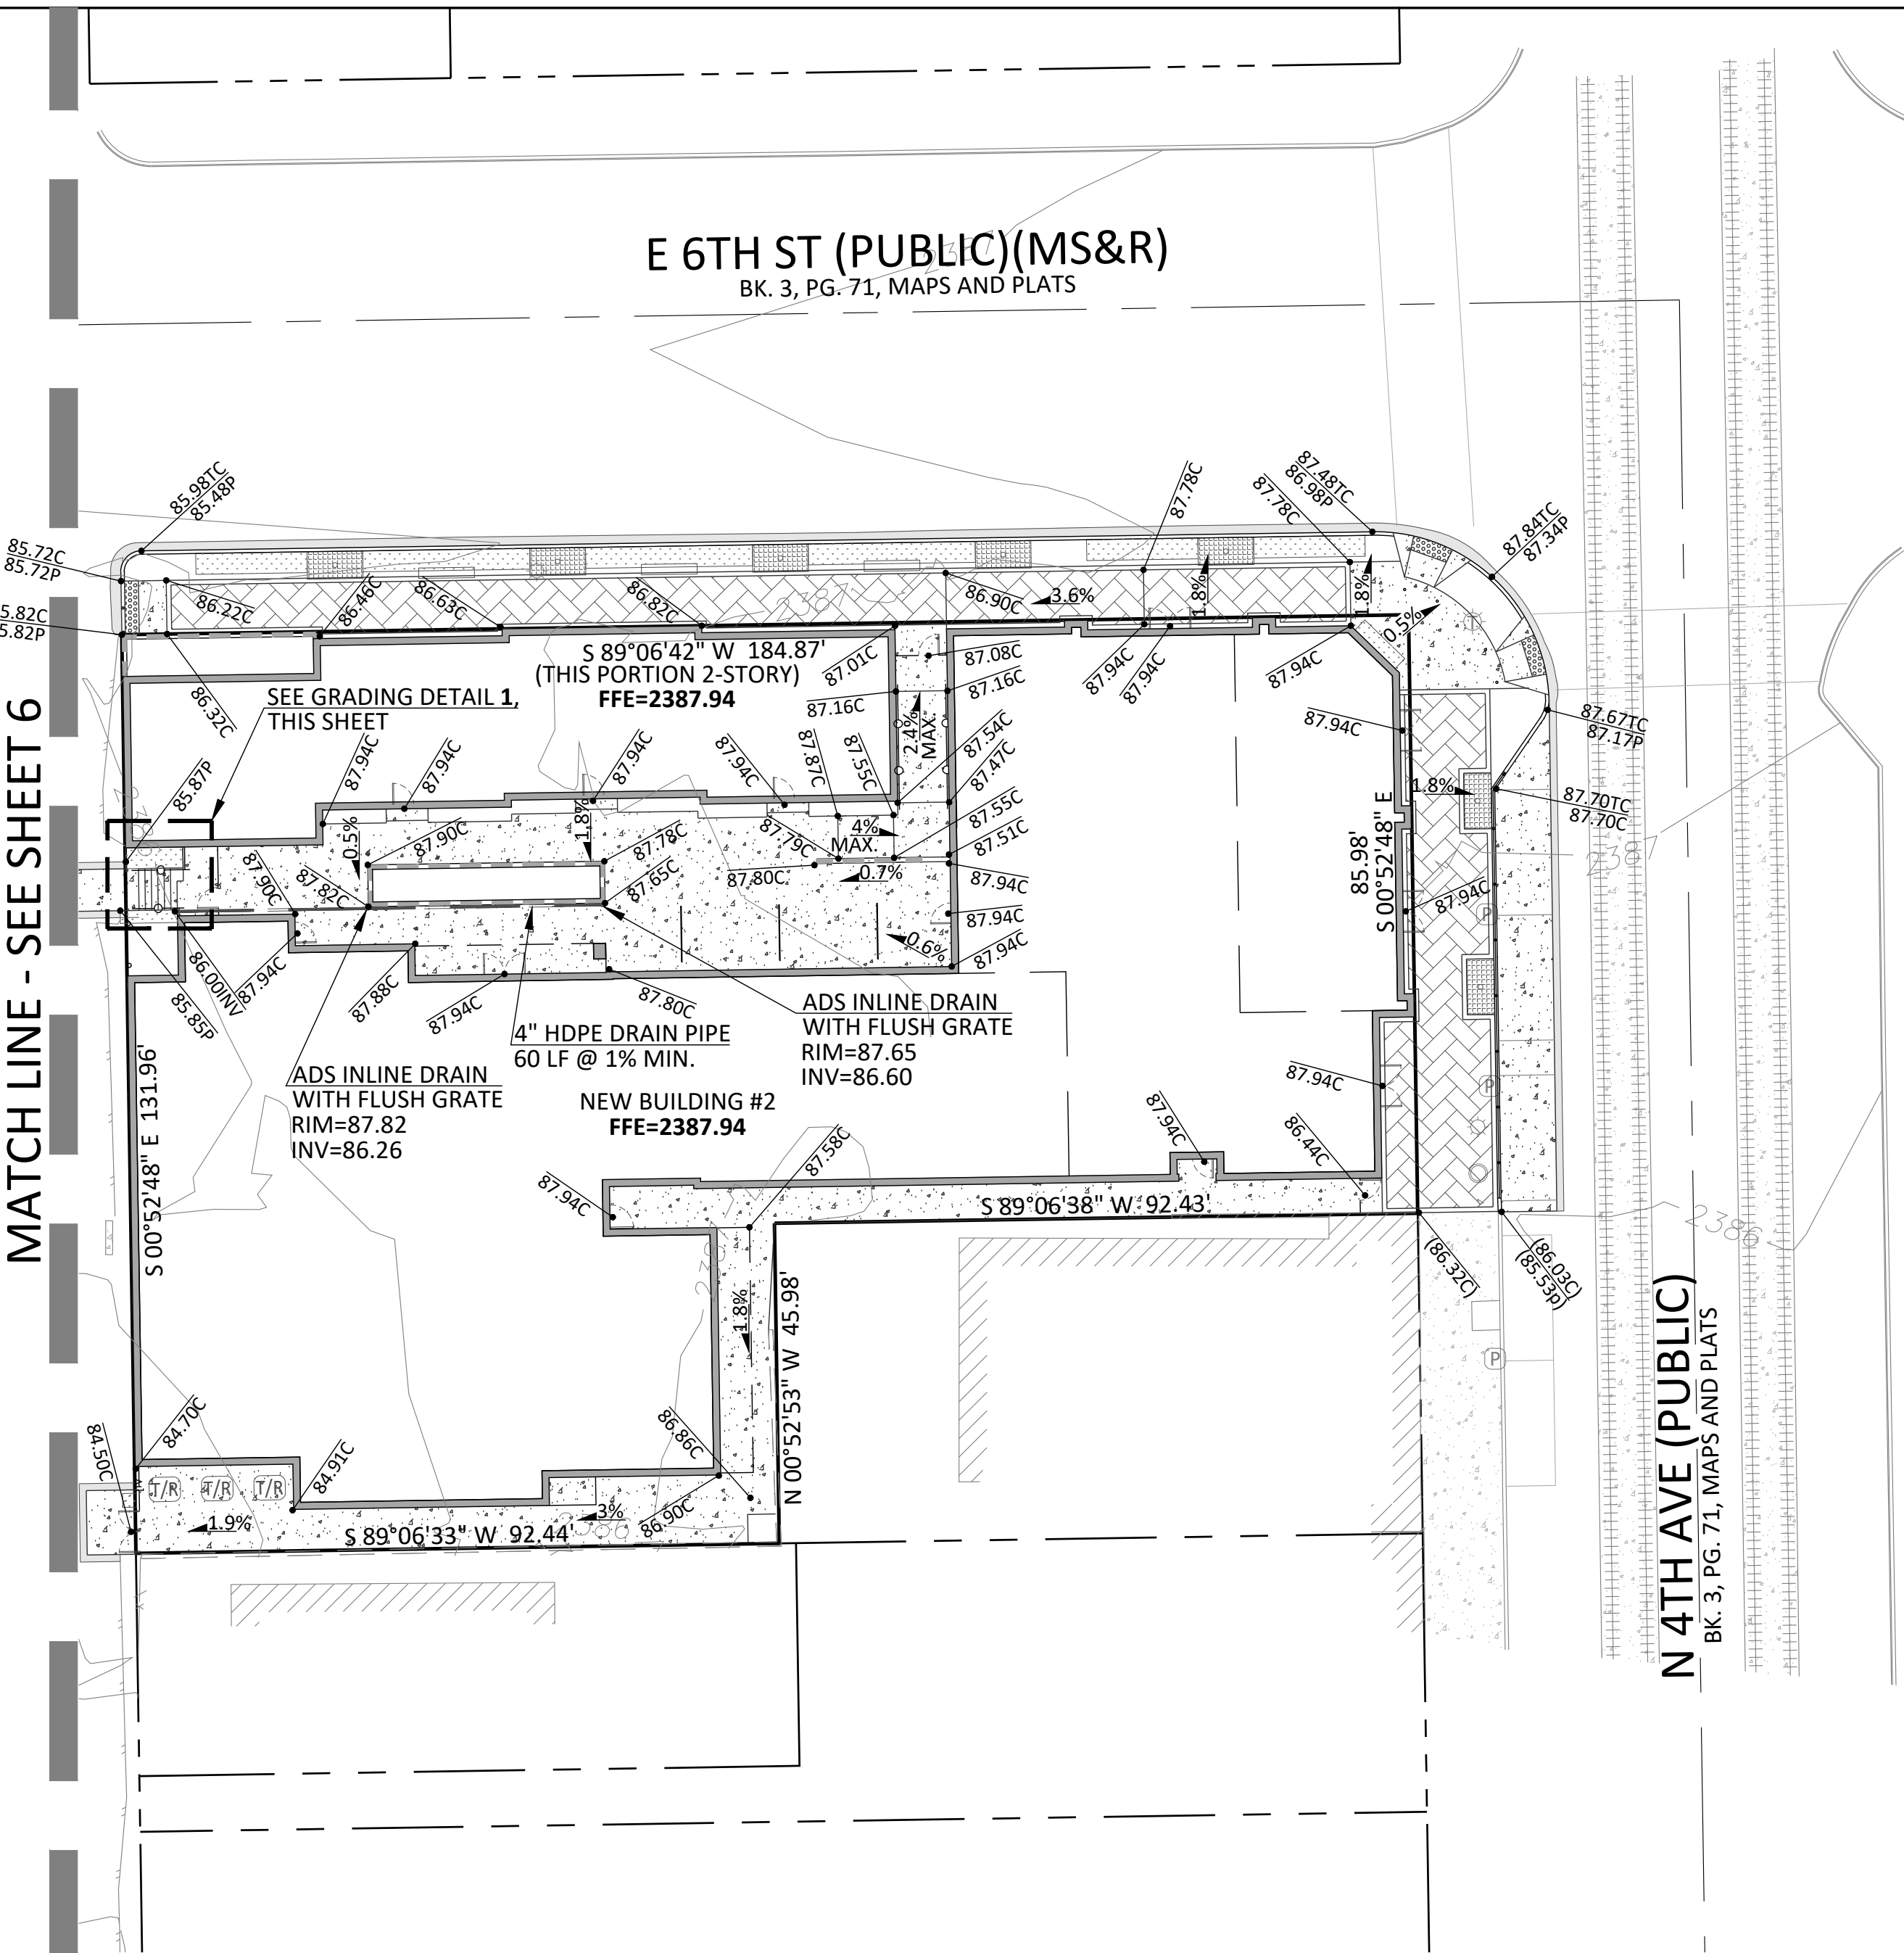 E 6TH ST (PUBLIC)(MS&R)
BK. 3, PG. 71, MAPS AND PLATS
2387
MATCH LINE - SEE SHEET 6
85.98TC
85.48P
85.72C
85.72P
5.82C
5.82P
86.22C
86.46C
86.63C
86.82C
2387
86.90C
3.6%
87.78C
1.8%
87.78C
87.48TC
86.98P
1.8%
0.5%
87.84TC
87.34P
86.32C
S 89°06'42" W 184.87'
(THIS PORTION 2-STORY)
FFE=2387.94
87.01C
87.08C
87.16C
87.16C
2.4%
MAX.
87.94C
87.94C
87.94C
87.94C
87.67TC
87.17P
SEE GRADING DETAIL 1,
THIS SHEET
85.87P
87.94C
87.94C
87.94C
87.94C
87.87C
87.55C
87.54C
87.47C
87.55C
87.51C
1.8%
87.70TC
87.70C
0.5%
87.90C
1.8%
87.78C
87.79C
4%
MAX.
87.80C
0.7%
87.94C
87.90C
87.82C
87.65C
87.94C
0.6%
87.94C
85.98'
S 00°52'48" E
87.94C
P
2387
86.00INV
85.85P
87.94C
87.88C
87.94C
87.80C
ADS INLINE DRAIN
WITH FLUSH GRATE
RIM=87.65
INV=86.60
4" HDPE DRAIN PIPE
60 LF @ 1% MIN.
ADS INLINE DRAIN
WITH FLUSH GRATE
RIM=87.82
INV=86.26
NEW BUILDING #2
FFE=2387.94
87.94C
P
S 00°52'48" E 131.96'
87.94C
87.58C
87.94C
86.44C
S 89°06'38" W 92.43'
(86.32C)
(86.03C)
(85.53p)
2386
1.8%
N 00°52'53" W 45.98'
P
N 4TH AVE (PUBLIC)
BK. 3, PG. 71, MAPS AND PLATS
84.50C
84.70C
84.91C
86.86C
86.90C
T/R
T/R
T/R
1.9%
3%
2386
S 89°06'33" W 92.44'